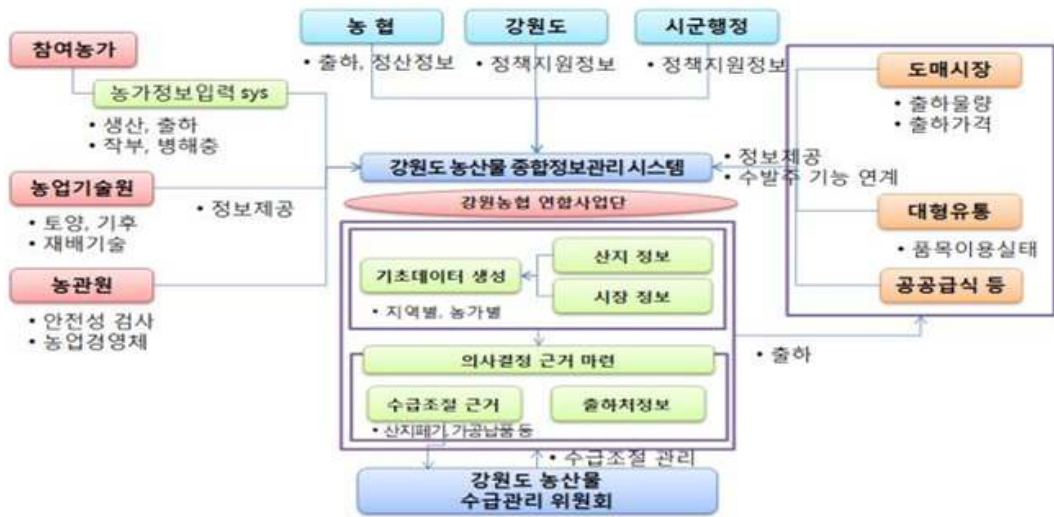 농 협
강원도
시군행정
• 출하, 정산정보
• 정책지원정보
• 정책지원정보
참여농가
농가정보입력 sys
• 생산, 출하
• 작부, 병해충
농업기술원
• 토양, 기후
• 재배기술
• 정보제공
농관원
• 안전성 검사
• 농업경영체
강원도 농산물 종합정보관리 시스템
강원농협 연합사업단
기초데이터 생성
• 지역별, 농가별
산지 정보
시장 정보
의사결정 근거 마련
수급조절 근거
• 산지폐기, 가공납품 등
출하처정보
• 수급조절 관리
강원도 농산물
수급관리 위원회
• 정보제공
• 수발주 기능 연계
도매시장
• 출하물량
• 출하가격
대형유통
• 품목이용실태
공공급식 등
• 출하